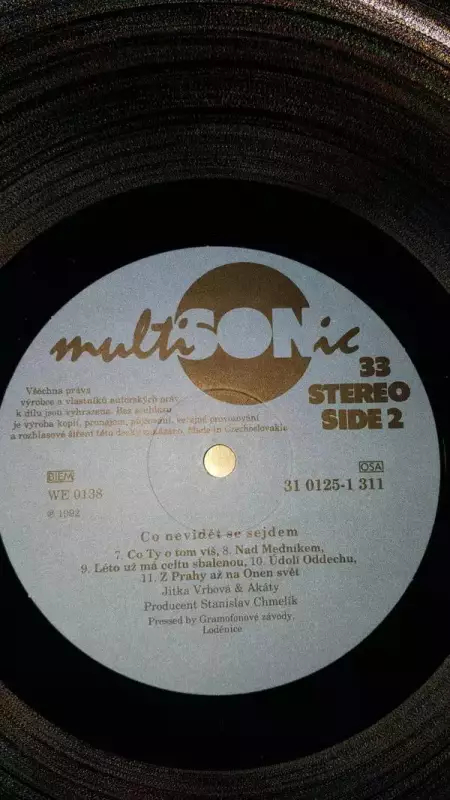 multiSONic
33
STEREO
SIDE 2
Všechna práva
výrobce a vlastníků autorských práv
k dílu jsou vyhrazena. Bez souhlasu
je výroba kopií, pronájem, půjčování, veřejné provozování
a rozhlasové šíření této desky zakázáno. Made in Czechoslovakia
DIEM
OSA
WE 0138
31 0125-1 311
℗ 1992
Co nevidět se sejdem
7. Co Ty o tom víš, 8. Nad Medníkem,
9. Léto už má celtu sbalenou, 10. Údolí Oddechu,
11. Z Prahy až na Onen svět
Jitka Vrbová & Akáty
Producent Stanislav Chmelík
Pressed by Gramofonové závody,
Loděnice